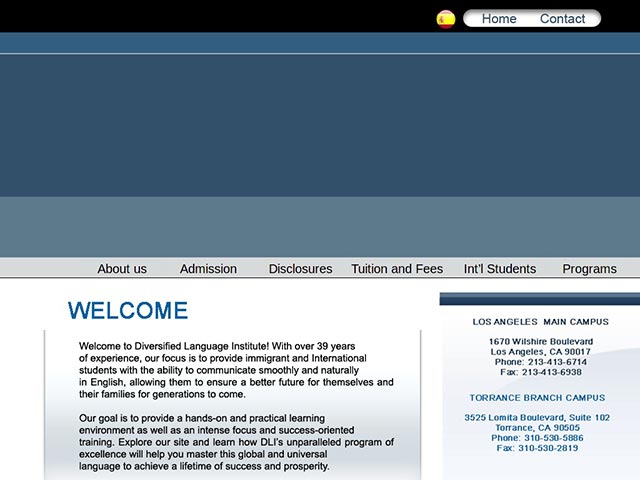 Home Contact
About us Admission Disclosures Tuition and Fees Int'l Students Programs
WELCOME
Welcome to Diversified Language Institute! With over 39 years
of experience, our focus is to provide immigrant and International
students with the ability to communicate smoothly and naturally
in English, allowing them to ensure a better future for themselves and
their families for generations to come.
Our goal is to provide a hands-on and practical learning
environment as well as an intense focus and success-oriented
training. Explore our site and learn how DLI's unparalleled program of
excellence will help you master this global and universal
language to achieve a lifetime of success and prosperity.
LOS ANGELES MAIN CAMPUS
1670 Wilshire Boulevard
Los Angeles, CA 90017
Phone: 213-413-6714
Fax: 213-413-6938
TORRANCE BRANCH CAMPUS
3525 Lomita Boulevard, Suite 102
Torrance, CA 90505
Phone: 310-530-5886
Fax: 310-530-2819